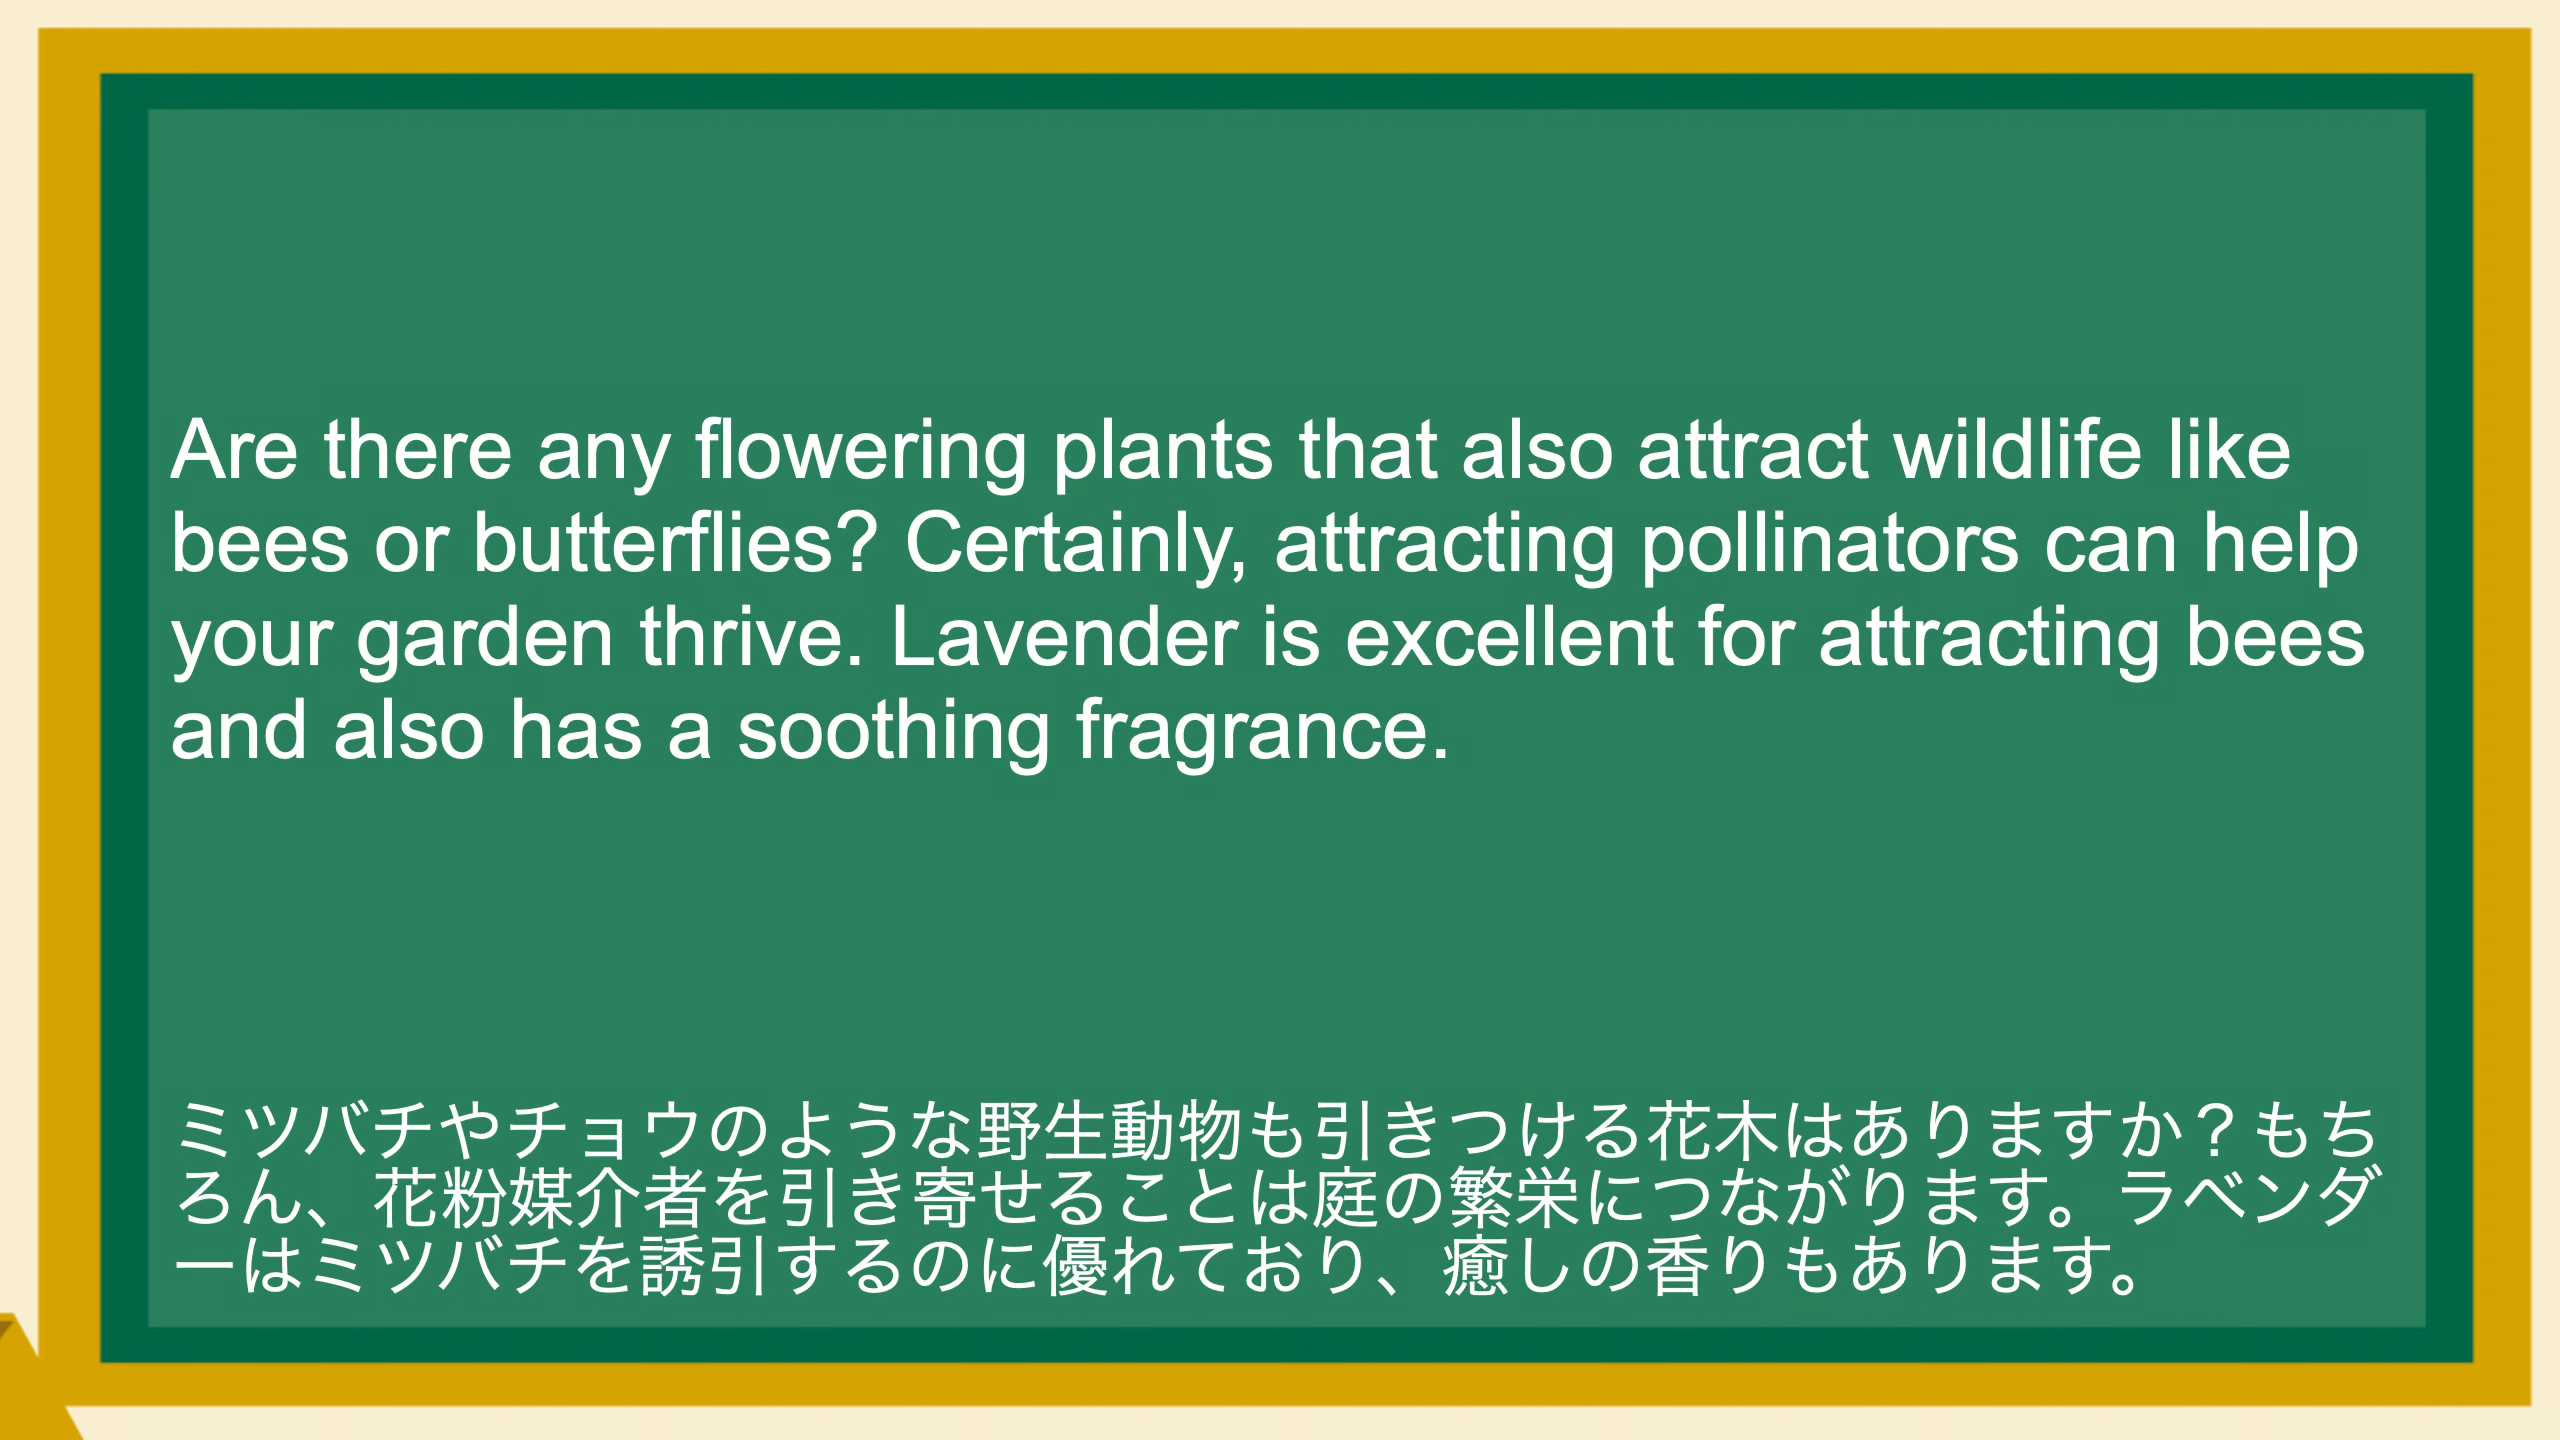 Are there any flowering plants that also attract wildlife like
bees or butterflies? Certainly, attracting pollinators can help
your garden thrive. Lavender is excellent for attracting bees
and also has a soothing fragrance.
ミツバチやチョウのような野生動物も引きつける花木はありますか？もち
ろん、花粉媒介者を引き寄せることは庭の繁栄につながります。ラベンダ
ーはミツバチを誘引するのに優れており、癒しの香りもあります。